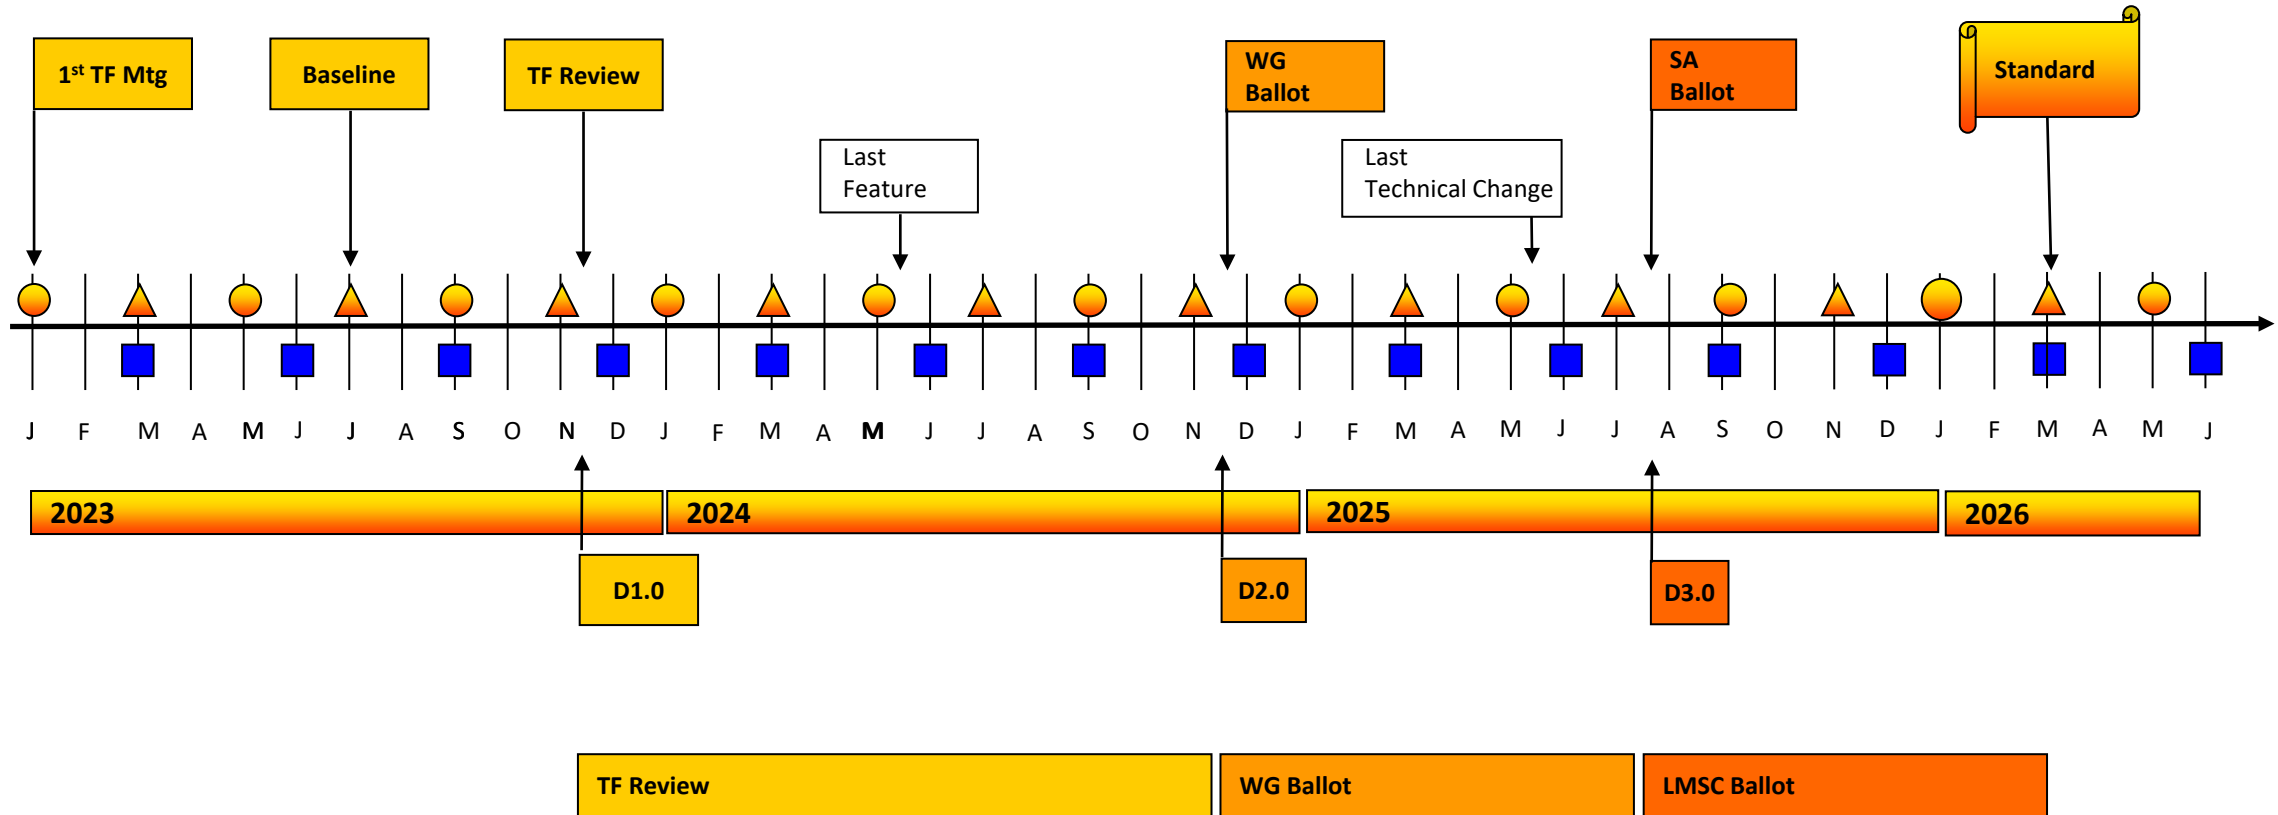 1st TF Mtg
Baseline
TF Review
WG
Ballot
SA
Ballot
Standard
Last
Feature
Last
Technical Change
J F M A M J J A S O N D J F M A M J J A S O N D J F M A M J J A S O N D J F M A M J
2023
2024
2025
2026
D1.0
D2.0
D3.0
TF Review
WG Ballot
LMSC Ballot